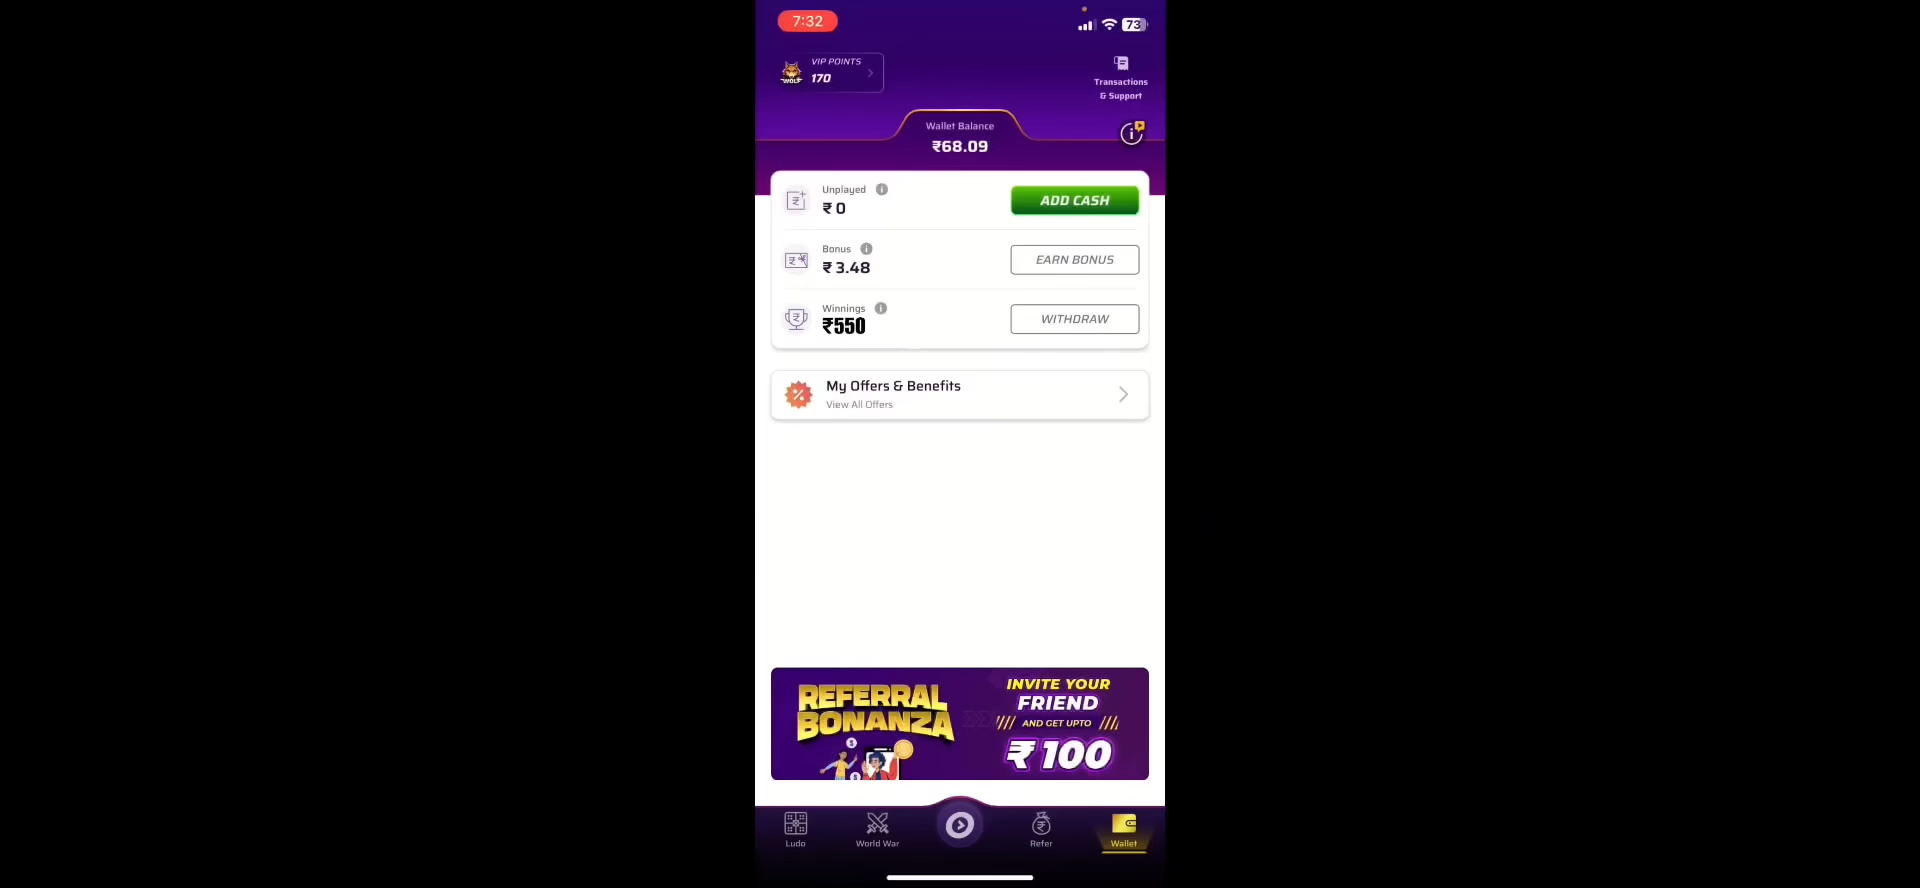 7:32
73
VIP POINTS
170
WOLF
Transactions
& Support
Wallet Balance
₹68.09
Unplayed
₹ 0
ADD CASH
Bonus
₹ 3.48
EARN BONUS
Winnings
₹550
WITHDRAW
My Offers & Benefits
View All Offers
REFERRAL
BONANZA
INVITE YOUR
FRIEND
AND GET UPTO
₹100
Ludo
World War
Refer
Wallet